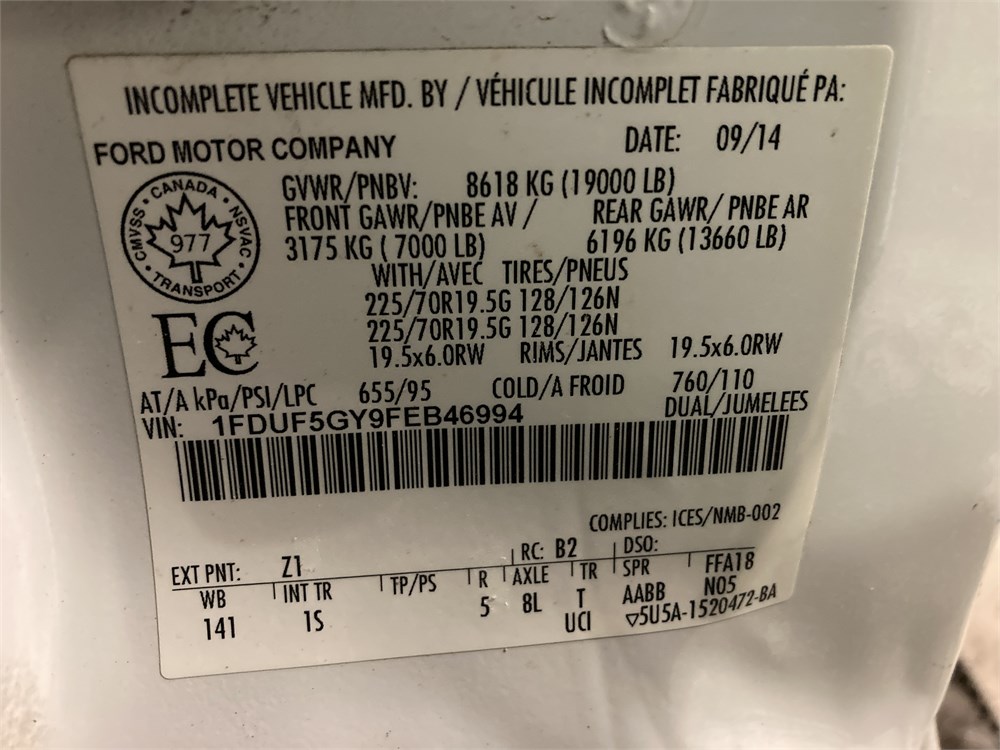 INCOMPLETE VEHICLE MFD. BY / VÉHICULE INCOMPLET FABRIQUÉ PA:
FORD MOTOR COMPANY DATE: 09/14
GVWR/PNBV: 8618 KG (19000 LB)
FRONT GAWR/PNBE AV / REAR GAWR/ PNBE AR
3175 KG ( 7000 LB) 6196 KG (13660 LB)
CANADA
CMVSS 977 NSVAC
TRANSPORT
WITH/AVEC TIRES/PNEUS
225/70R19.5G 128/126N
225/70R19.5G 128/126N
EC
19.5x6.0RW RIMS/JANTES 19.5x6.0RW
AT/A kPa/PSI/LPC 655/95 COLD/A FROID 760/110
DUAL/JUMELEES
VIN: 1FDUF5GY9FEB46994
COMPLIES: ICES/NMB-002
EXT PNT: Z1 RC: B2 DSO:
WB INT TR TP/PS R AXLE TR SPR FFA18
141 1S 5 8L T AABB N05
UCI ▽5U5A-1520472-BA